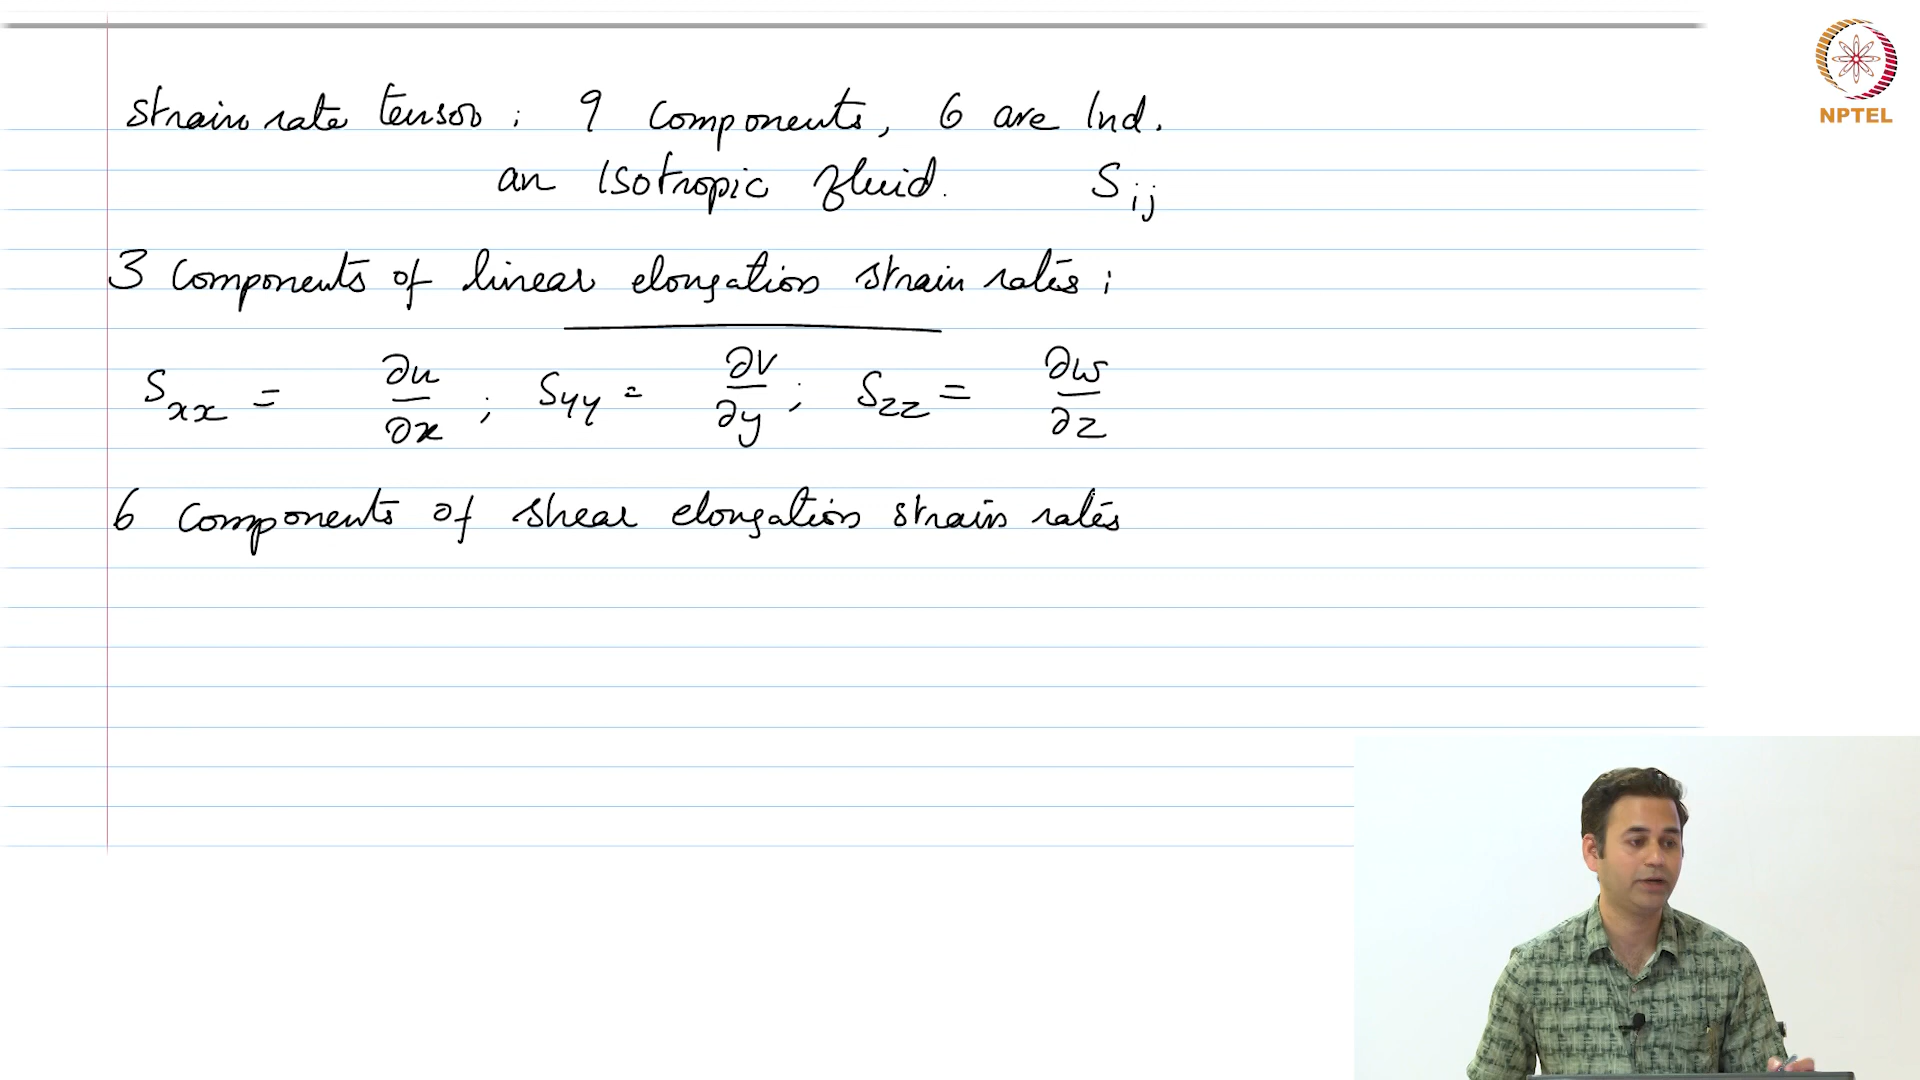 strain rate tensor : 9 components, 6 are Ind.
an Isotropic fluid. S_ij
3 components of linear elongation strain rates ;
S_xx = ∂u/∂x ; S_yy = ∂v/∂y ; S_zz = ∂w/∂z
6 components of shear elongation strain rates
NPTEL